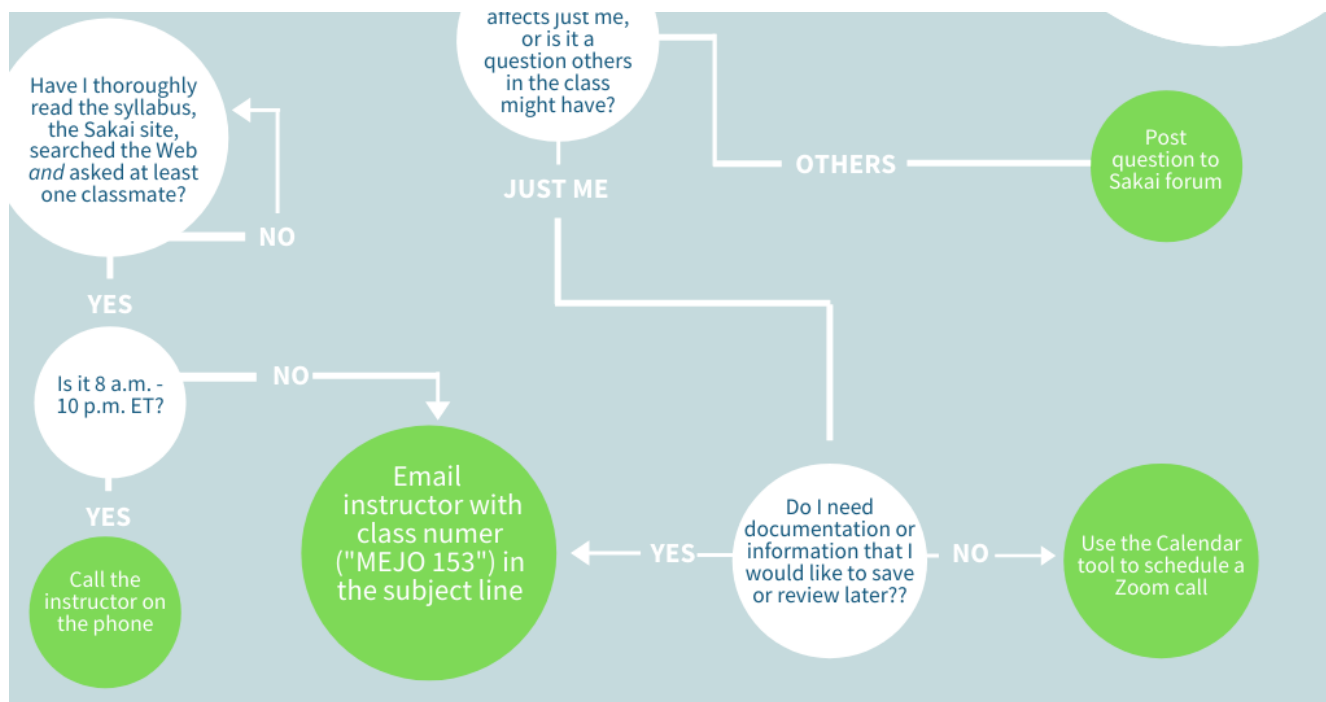 Have I thoroughly
read the syllabus,
the Sakai site,
searched the Web
and asked at least
one classmate?
NO
YES
Is it 8 a.m. -
10 p.m. ET?
NO
YES
Call the
instructor on
the phone
affects just me,
or is it a
question others
in the class
might have?
OTHERS
Post
question to
Sakai forum
JUST ME
Do I need
documentation or
information that I
would like to save
or review later??
YES
Email
instructor with
class numer
("MEJO 153") in
the subject line
NO
Use the Calendar
tool to schedule a
Zoom call